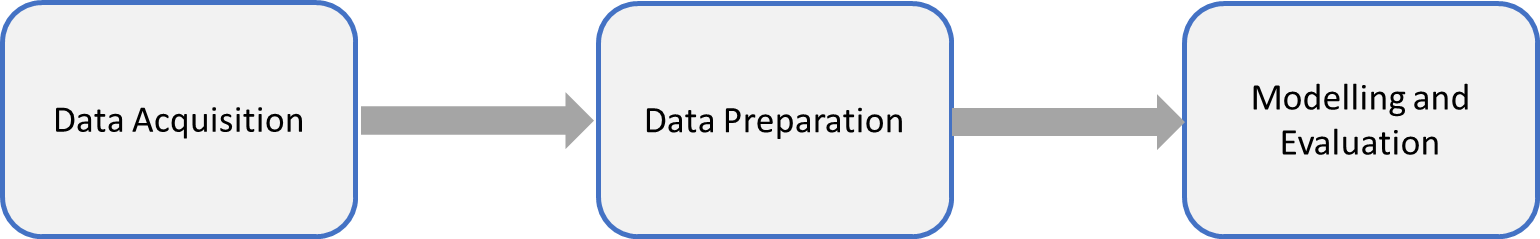 Data Acquisition
Data Preparation
Modelling and
Evaluation